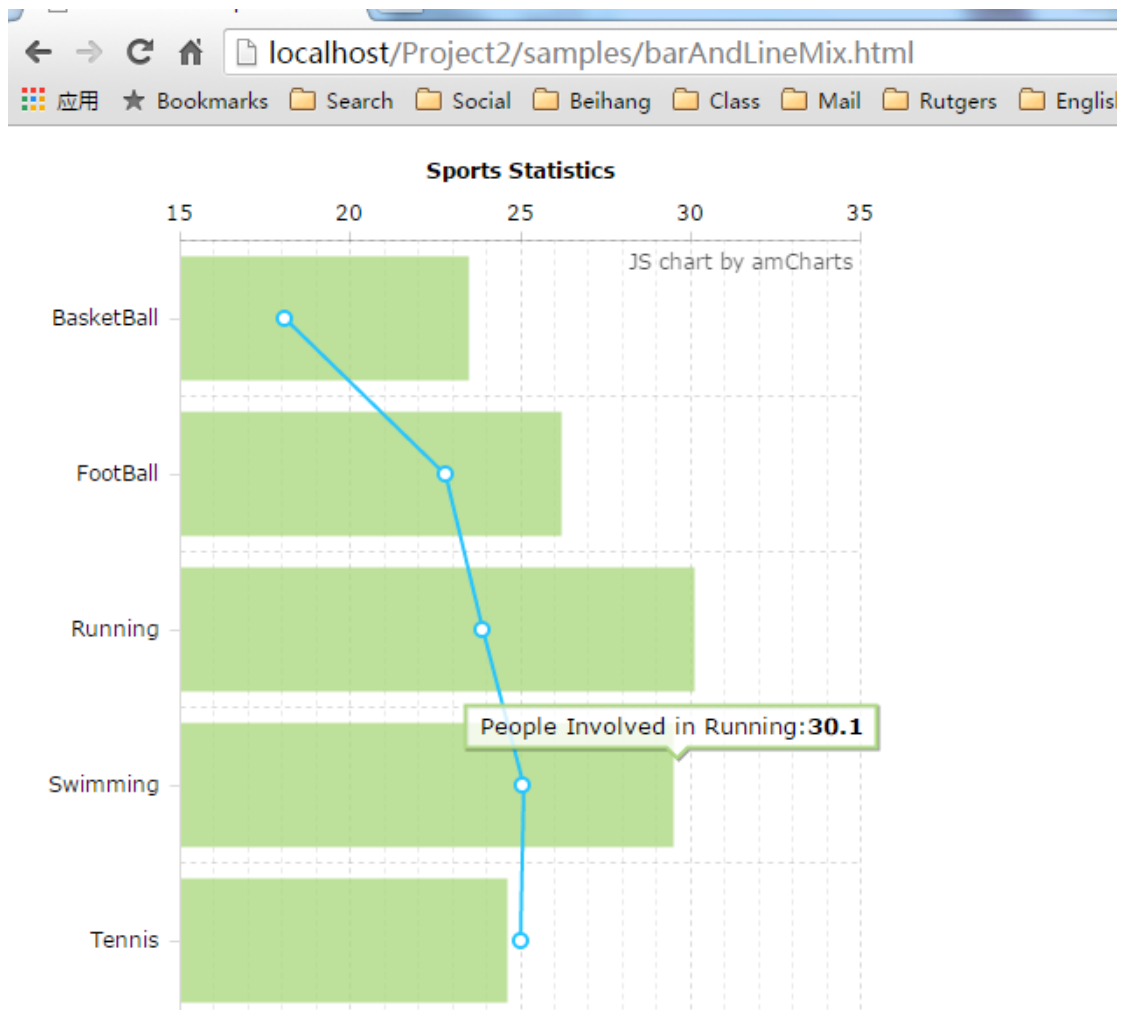 localhost/Project2/samples/barAndLineMix.html
应用 Bookmarks Search Social Beihang Class Mail Rutgers
Sports Statistics
15 20 25 30 35
JS chart by amCharts
BasketBall
FootBall
Running
People Involved in Running:30.1
Swimming
Tennis